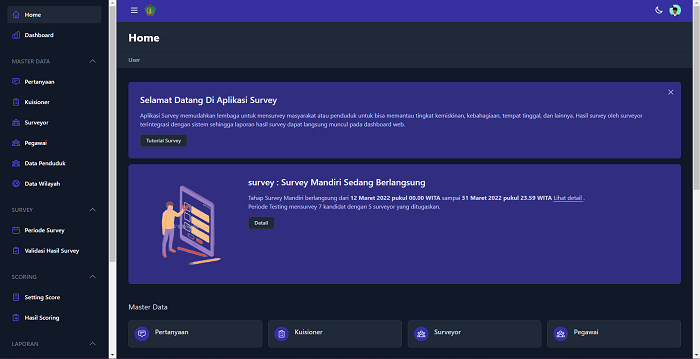 Home
Dashboard
MASTER DATA
Pertanyaan
Kuisioner
Surveyor
Pegawai
Data Penduduk
Data Wilayah
SURVEY
Periode Survey
Validasi Hasil Survey
SCORING
Setting Score
Hasil Scoring
LAPORAN
Home
User
Selamat Datang Di Aplikasi Survey
Aplikasi Survey memudahkan lembaga untuk mensurvey masyarakat atau penduduk untuk bisa memantau tingkat kemiskinan, kebahagiaan, tempat tinggal, dan lainnya. Hasil survey oleh surveyor
terintegrasi dengan sistem sehingga laporan hasil survey dapat langsung muncul pada dashboard web.
Tutorial Survey
survey : Survey Mandiri Sedang Berlangsung
Tahap Survey Mandiri berlangsung dari 12 Maret 2022 pukul 00.00 WITA sampai 31 Maret 2022 pukul 23.59 WITA Lihat detail .
Periode Testing mensurvey 7 kandidat dengan 5 surveyor yang ditugaskan.
Detail
Master Data
Pertanyaan
Kuisioner
Surveyor
Pegawai